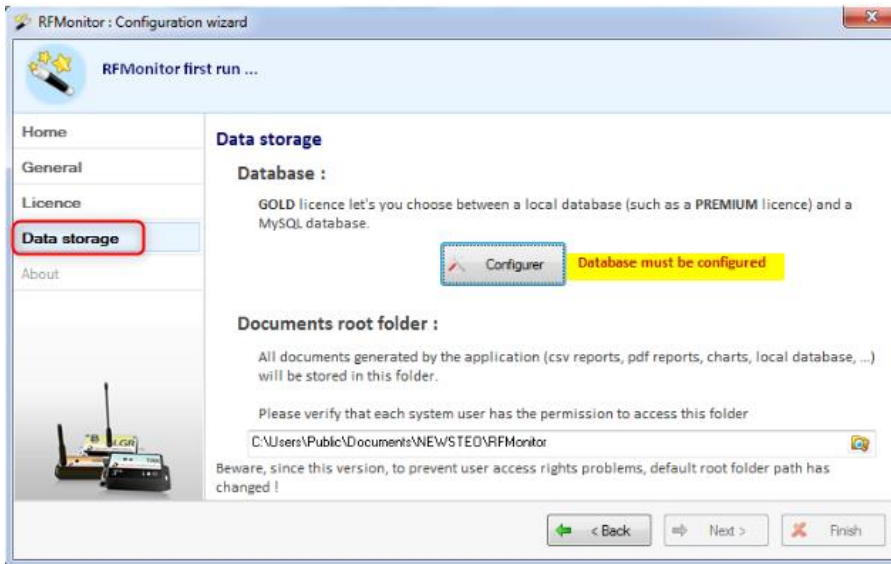 RFMonitor : Configuration wizard
RFMonitor first run ...
Home
General
Licence
Data storage
About
Data storage
Database :
GOLD licence let's you choose between a local database (such as a PREMIUM licence) and a
MySQL database.
Configurer
Database must be configured
Documents root folder :
All documents generated by the application (csv reports, pdf reports, charts, local database, ...)
will be stored in this folder.
Please verify that each system user has the permission to access this folder
C:\Users\Public\Documents\NEWSTEO\RFMonitor
Beware, since this version, to prevent user access rights problems, default root folder path has
changed !
LGR
< Back
Next >
Finish